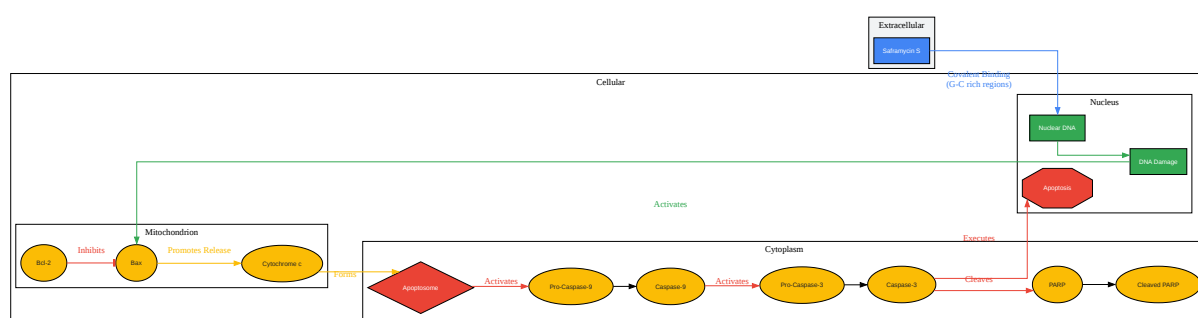 Extracellular
Saframycin S
Cellular
Covalent Binding
(G-C rich regions)
Nucleus
Nuclear DNA
DNA Damage
Apoptosis
Activates
Mitochondrion
Inhibits
Promotes Release
Bcl-2
Bax
Cytochrome c
Executes
Cytoplasm
Forms
Apoptosome
Activates
Pro-Caspase-9
Caspase-9
Activates
Pro-Caspase-3
Caspase-3
Cleaves
PARP
Cleaved PARP